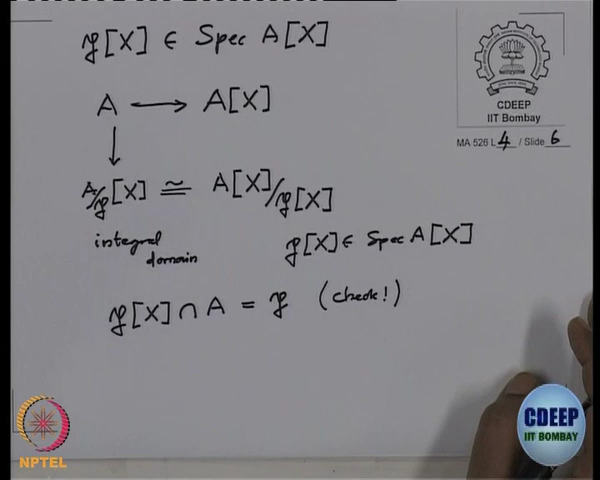 𝔭[X] ∈ Spec A[X]
A ⟶ A[X]
↓
A/𝔭[X] ≃ A[X]/𝔭[X]
integral domain
𝔭[X] ∈ Spec A[X]
𝔭[X] ∩ A = 𝔭 (check!)
CDEEP
IIT Bombay
MA 526 L 4 / Slide 6
NPTEL
CDEEP
IIT BOMBAY